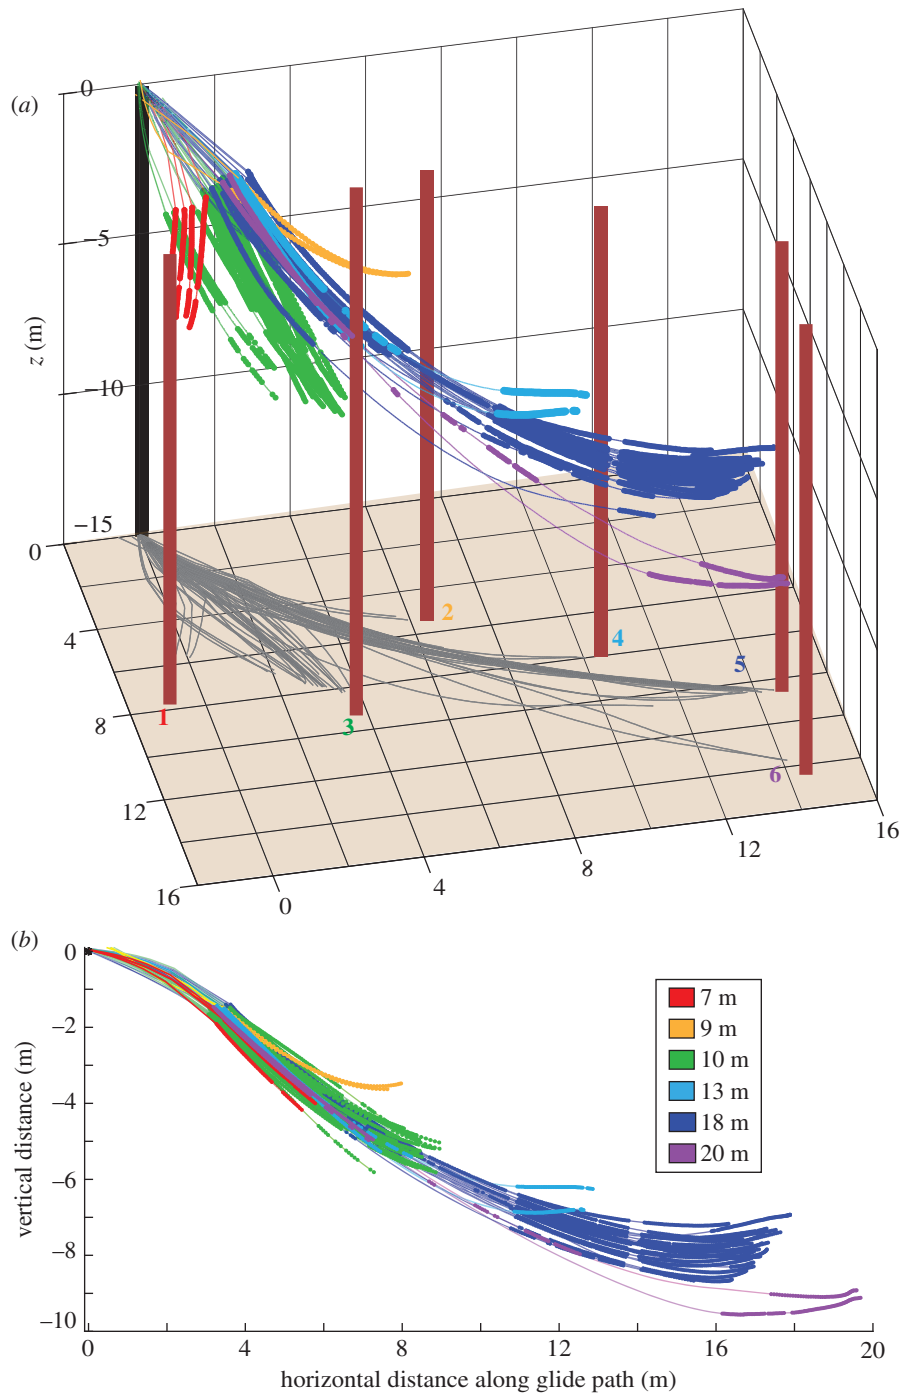 (a)
0
−5
z (m)
−10
−15
0
4
8
12
16
0
4
8
12
16
1
2
3
4
5
6
(b)
0
−2
−4
−6
−8
−10
vertical distance (m)
0
4
8
12
16
20
horizontal distance along glide path (m)
7 m
9 m
10 m
13 m
18 m
20 m